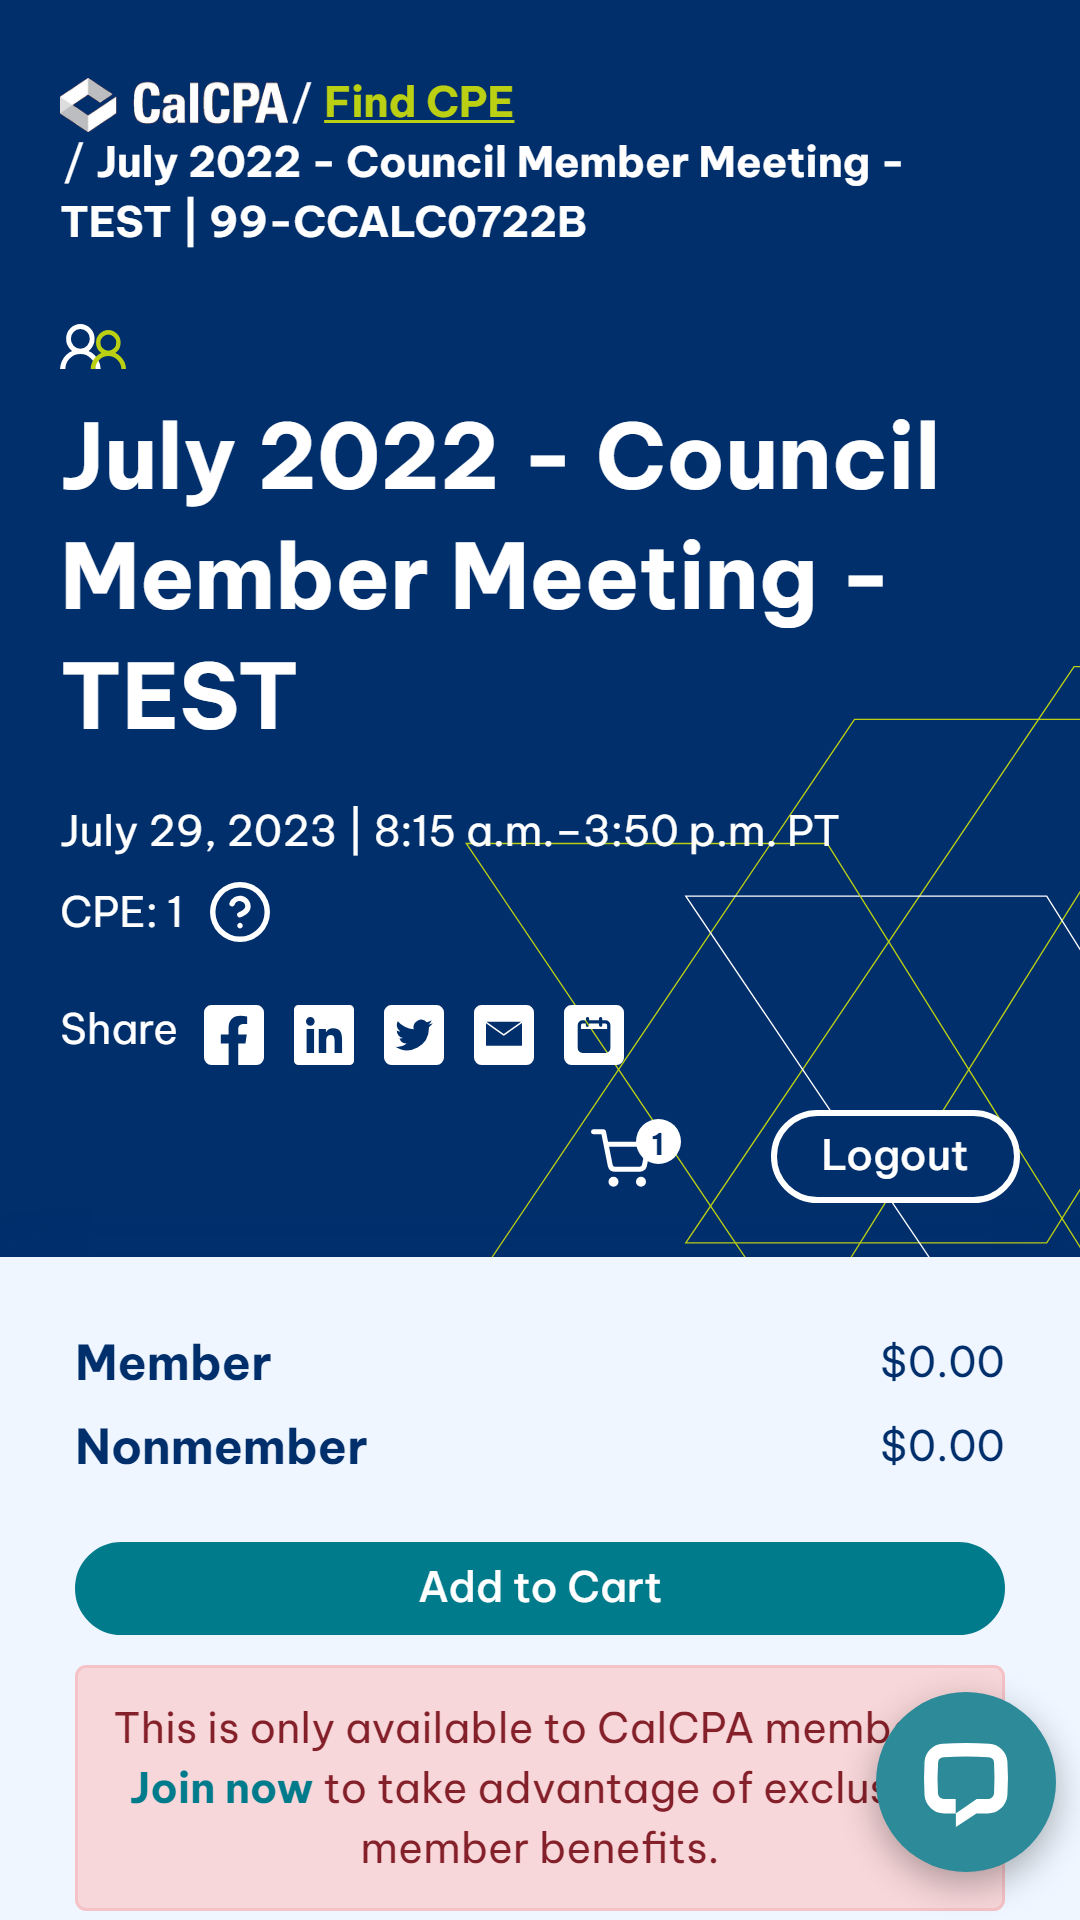 CalCPA / Find CPE
/ July 2022 - Council Member Meeting -
TEST | 99-CCALC0722B
July 2022 - Council
Member Meeting -
TEST
July 29, 2023 | 8:15 a.m.–3:50 p.m. PT
CPE: 1 ?
Share
1
Logout
Member $0.00
Nonmember $0.00
Add to Cart
This is only available to CalCPA
Join now to take advantage of
member benefits.